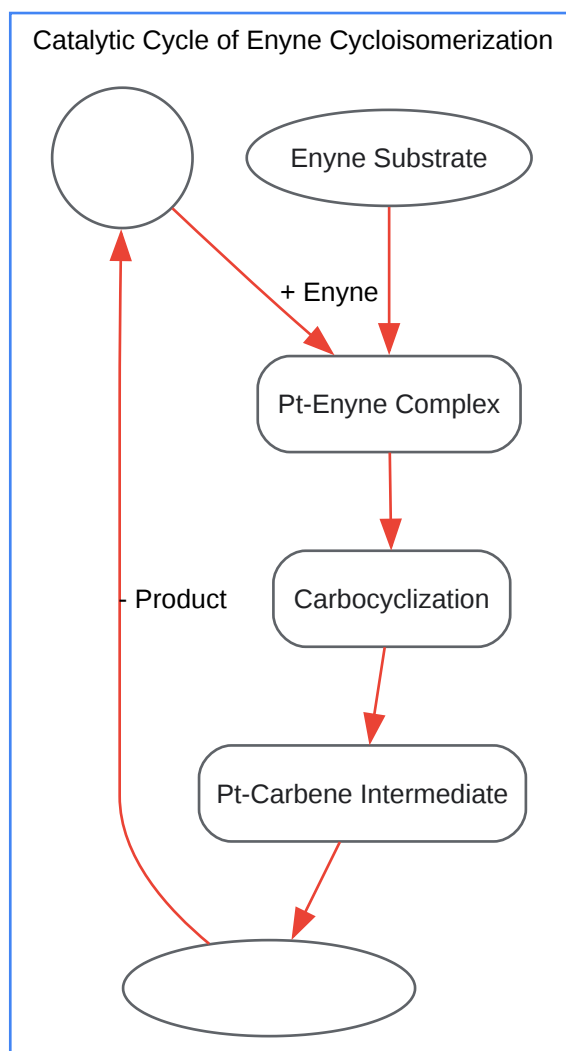 Catalytic Cycle of Enyne Cycloisomerization
Enyne Substrate
+ Enyne
Pt-Enyne Complex
Carbocyclization
- Product
Pt-Carbene Intermediate